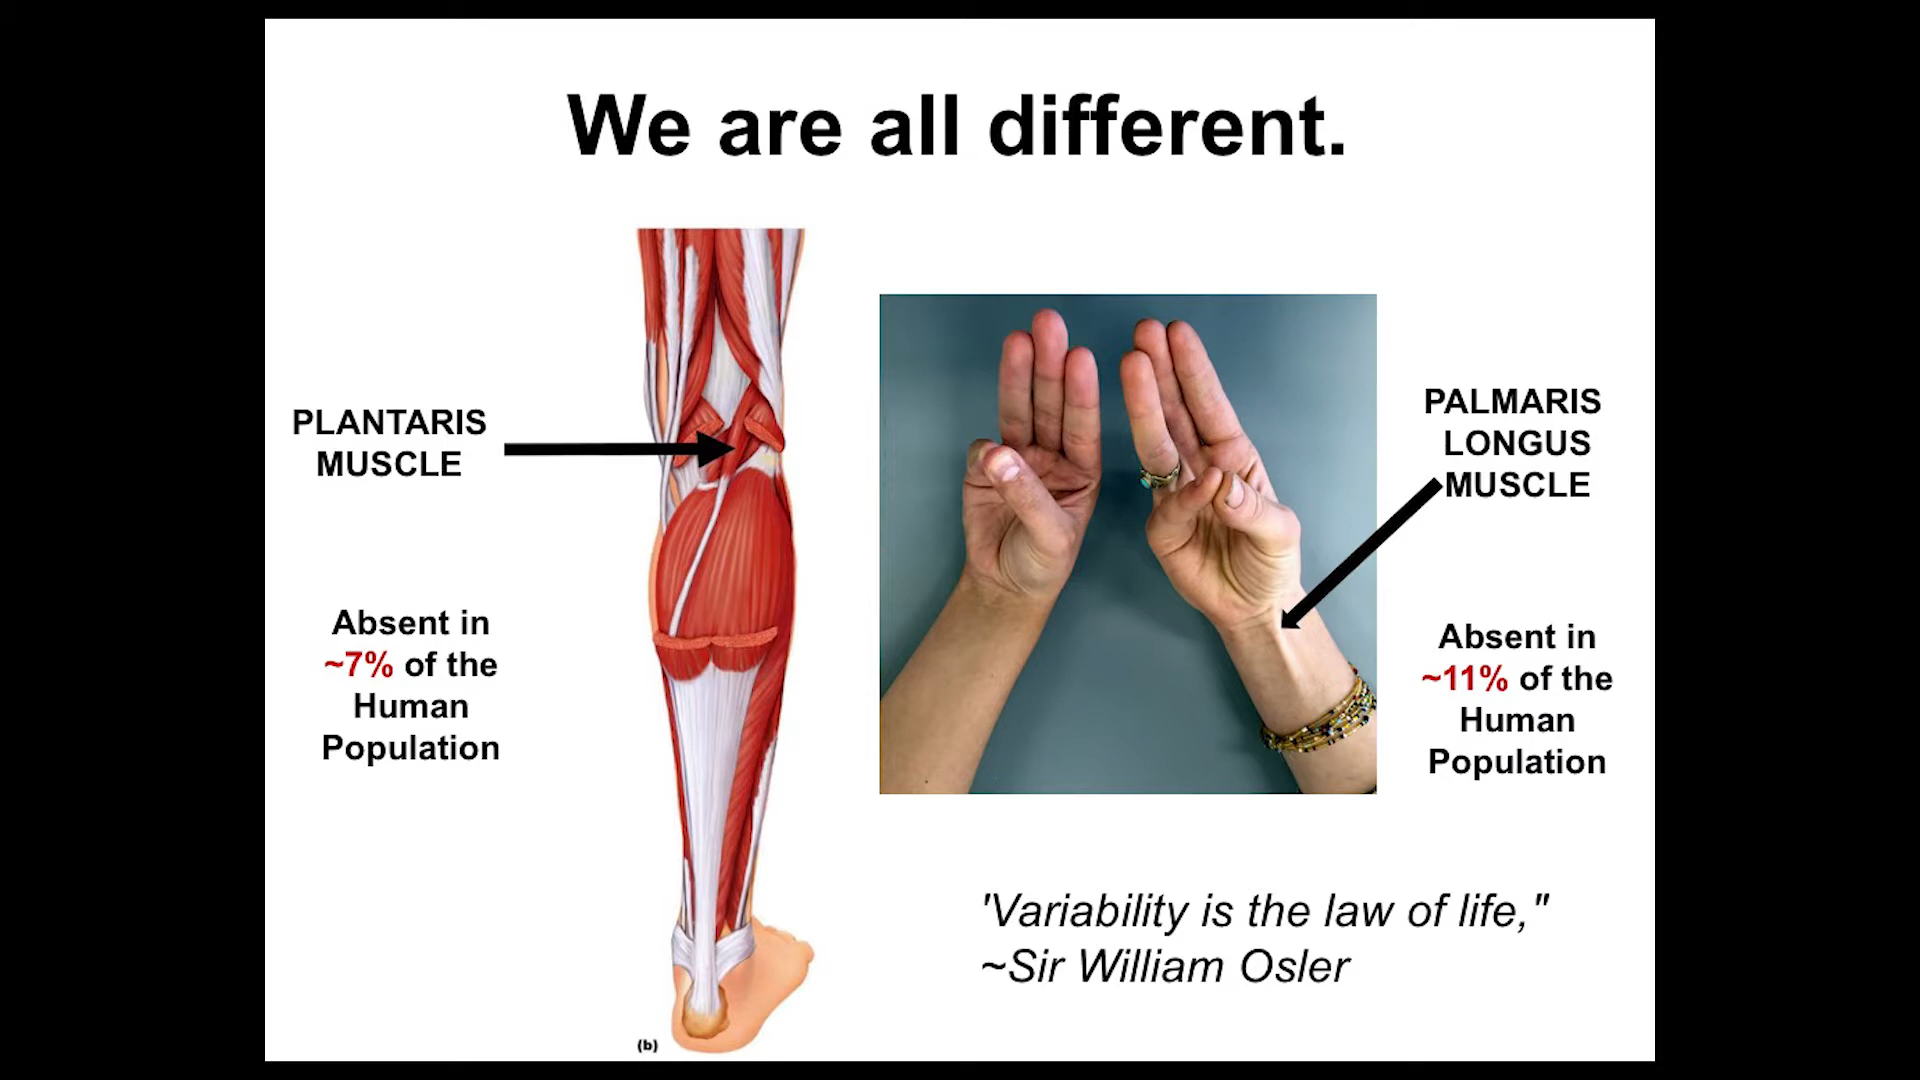 We are all different.
PLANTARIS
MUSCLE
Absent in
~7% of the
Human
Population
PALMARIS
LONGUS
MUSCLE
Absent in
~11% of the
Human
Population
'Variability is the law of life,"
~Sir William Osler
(b)